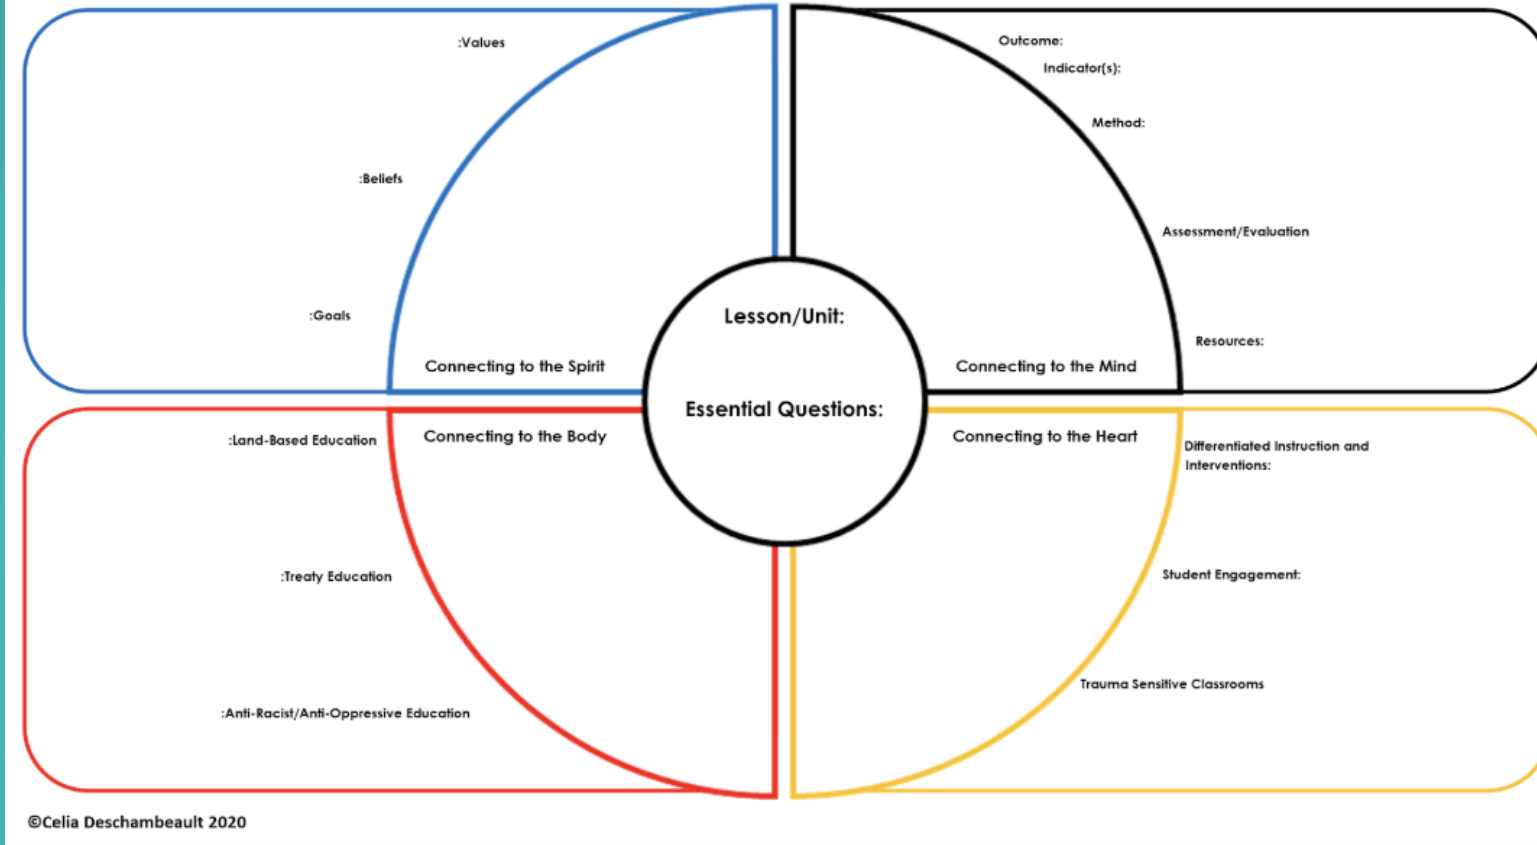 :Values
:Beliefs
:Goals
Connecting to the Spirit
Outcome:
Indicator(s):
Method:
Assessment/Evaluation
Resources:
Connecting to the Mind
Lesson/Unit:
Essential Questions:
:Land-Based Education
Connecting to the Body
:Treaty Education
:Anti-Racist/Anti-Oppressive Education
Connecting to the Heart
Differentiated Instruction and
Interventions:
Student Engagement:
Trauma Sensitive Classrooms
©Celia Deschambeault 2020